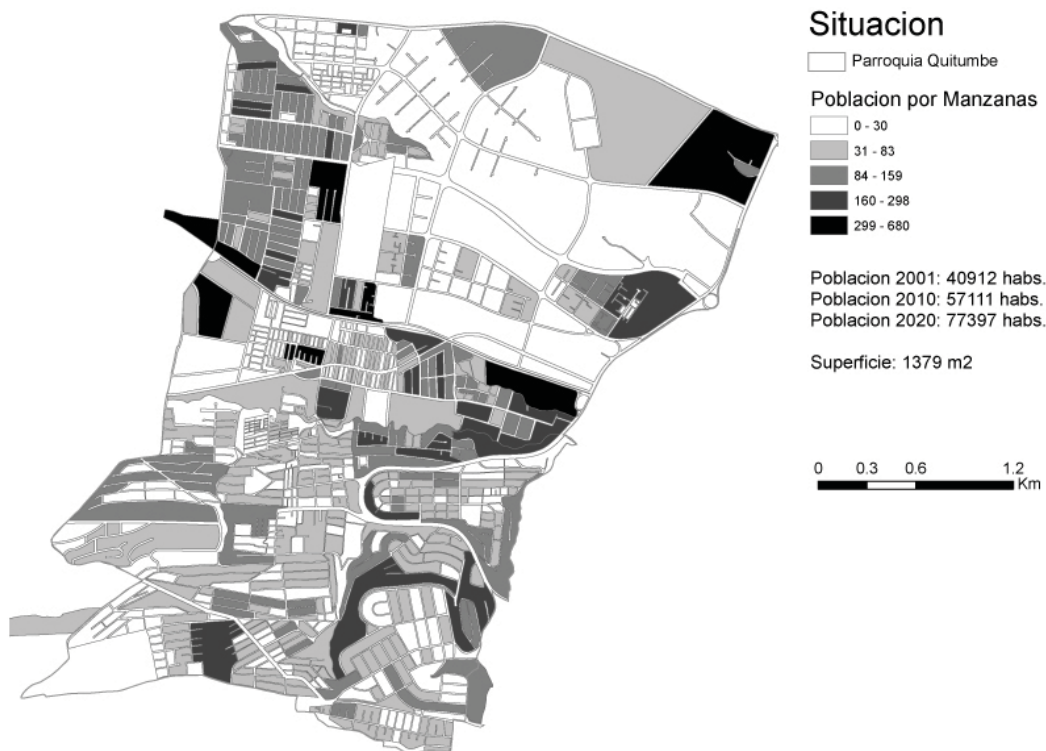 Situacion
Parroquia Quitumbe
Poblacion por Manzanas
0 - 30
31 - 83
84 - 159
160 - 298
299 - 680
Poblacion 2001: 40912 habs.
Poblacion 2010: 57111 habs.
Poblacion 2020: 77397 habs.
Superficie: 1379 m2
0 0.3 0.6 1.2
Km